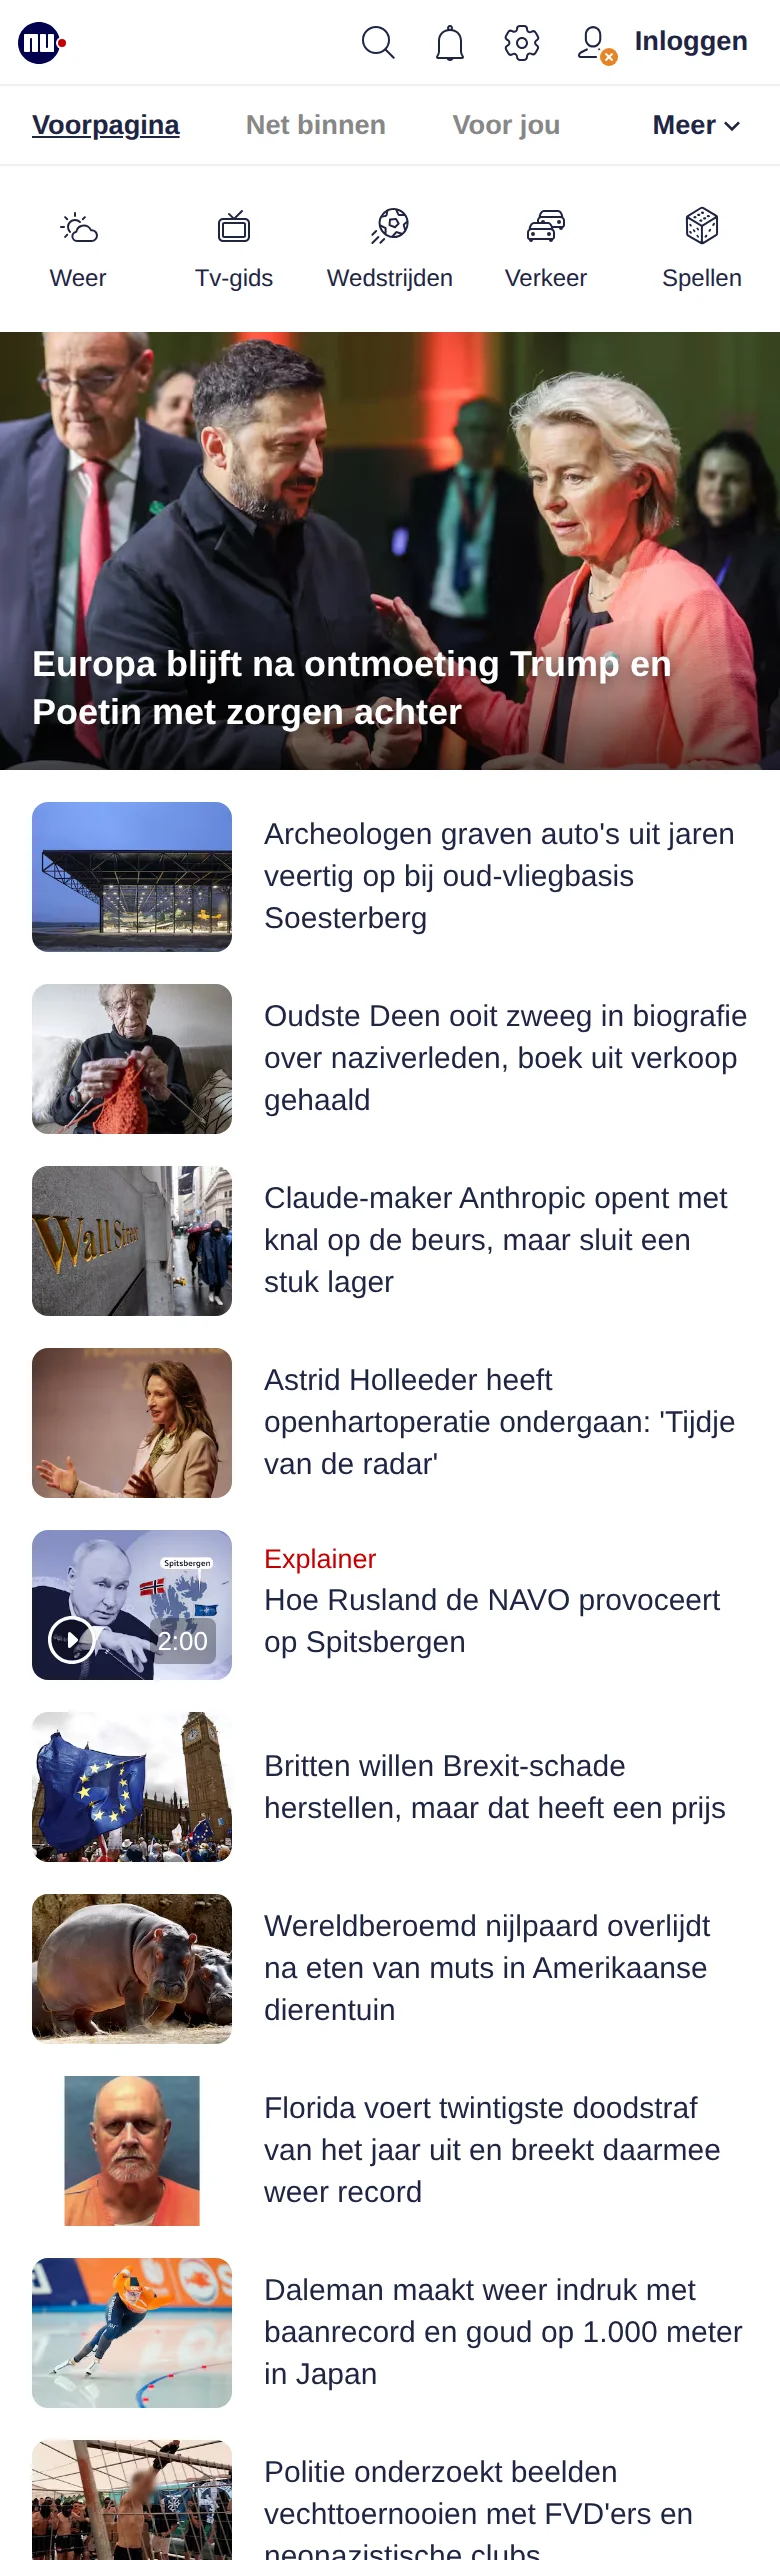 nu
Inloggen
Voorpagina
Net binnen
Voor jou
Meer
Weer
Tv-gids
Wedstrijden
Verkeer
Spellen
Europa blijft na ontmoeting Trump en
Poetin met zorgen achter
Archeologen graven auto's uit jaren
veertig op bij oud-vliegbasis
Soesterberg
Oudste Deen ooit zweeg in biografie
over naziverleden, boek uit verkoop
gehaald
Wall Street
Claude-maker Anthropic opent met
knal op de beurs, maar sluit een
stuk lager
Astrid Holleeder heeft
openhartoperatie ondergaan: 'Tijdje
van de radar'
Spitsbergen
2:00
Explainer
Hoe Rusland de NAVO provoceert
op Spitsbergen
Britten willen Brexit-schade
herstellen, maar dat heeft een prijs
Wereldberoemd nijlpaard overlijdt
na eten van muts in Amerikaanse
dierentuin
Florida voert twintigste doodstraf
van het jaar uit en breekt daarmee
weer record
Daleman maakt weer indruk met
baanrecord en goud op 1.000 meter
in Japan
Politie onderzoekt beelden
vechttoernooien met FVD'ers en
neonazistische clubs